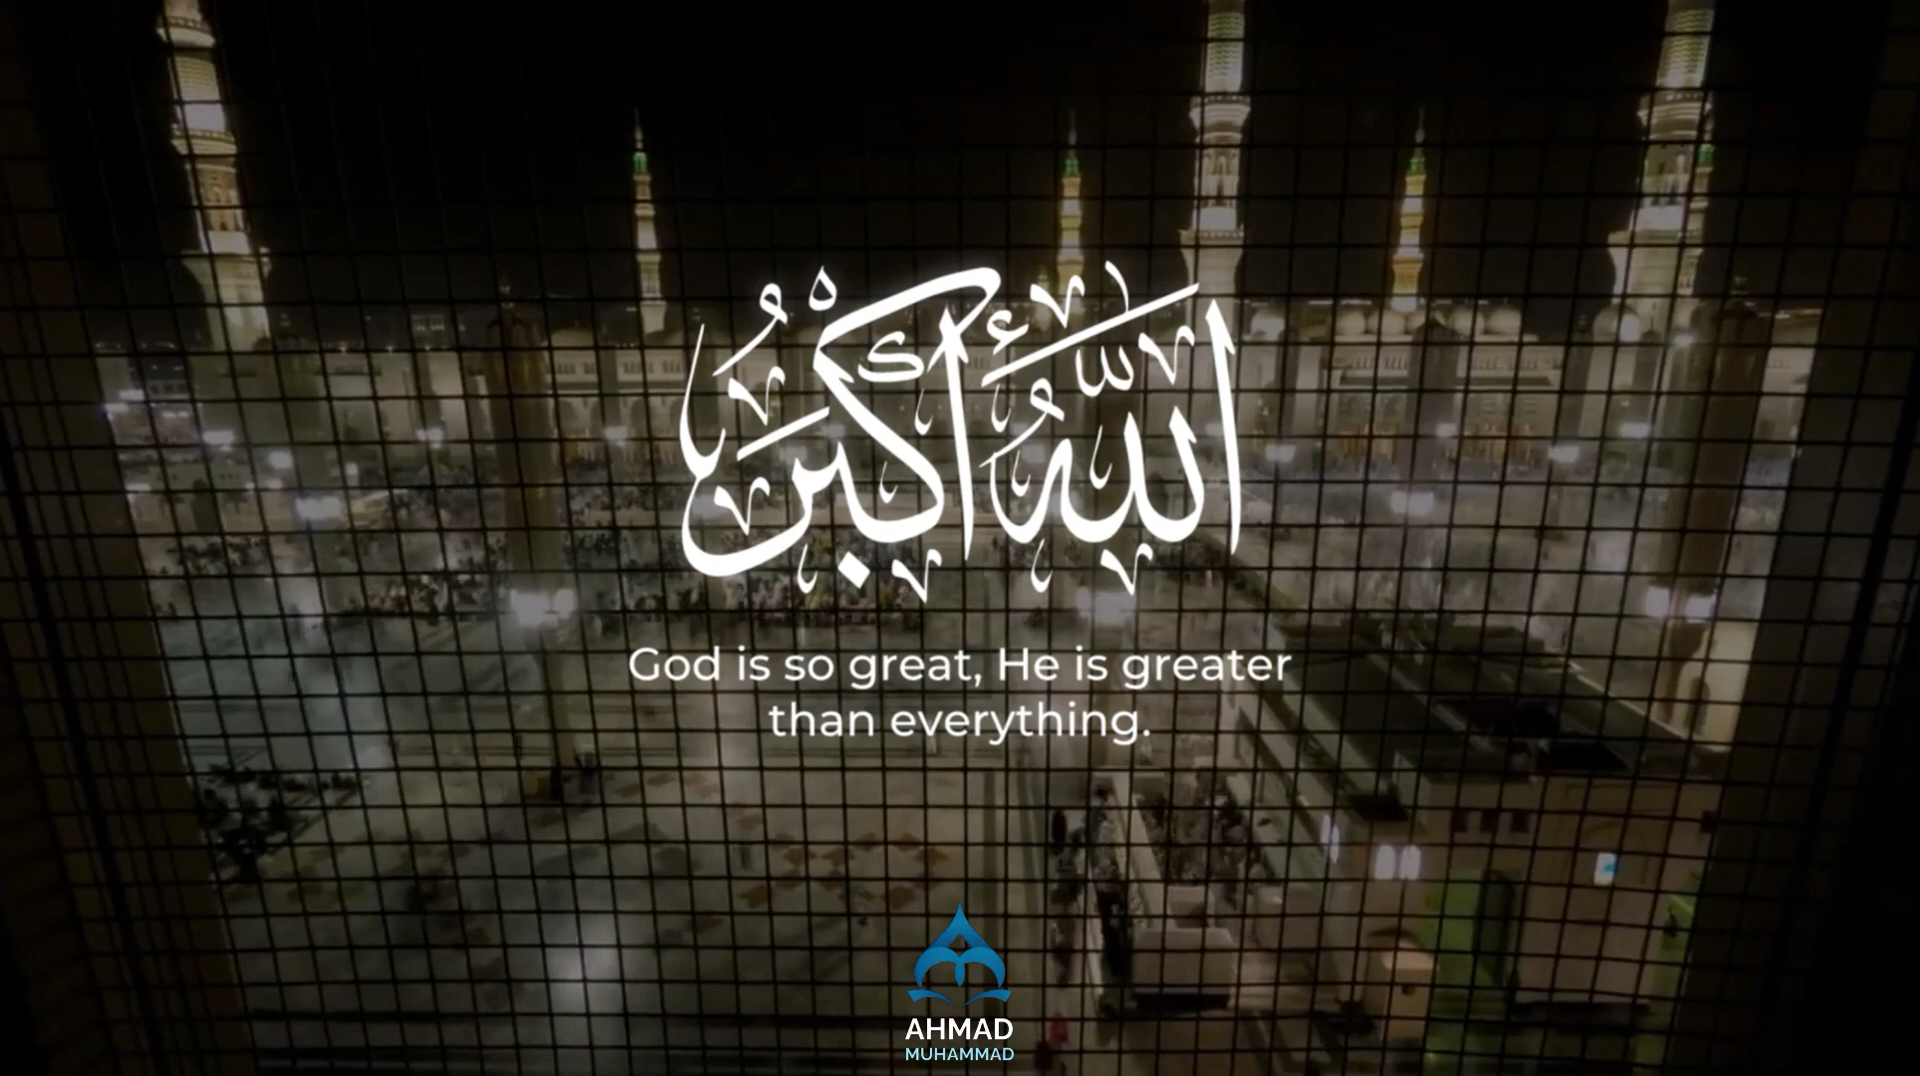 اللَّهُ أَكْبَرُ
God is so great, He is greater
than everything.
AHMAD
MUHAMMAD